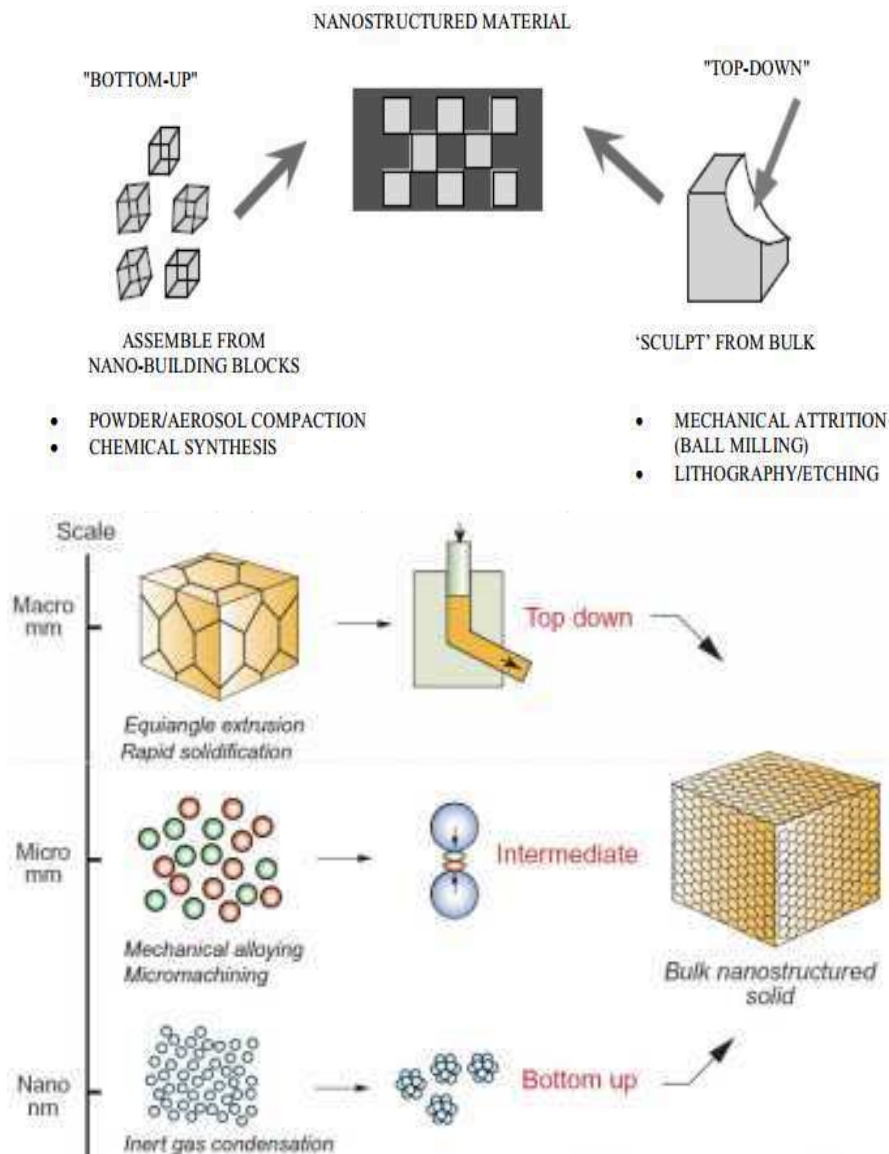 NANOSTRUCTURED MATERIAL
"BOTTOM-UP"
"TOP-DOWN"
ASSEMBLE FROM
NANO-BUILDING BLOCKS
‘SCULPT’ FROM BULK
• POWDER/AEROSOL COMPACTION
• CHEMICAL SYNTHESIS
• MECHANICAL ATTRITION
(BALL MILLING)
• LITHOGRAPHY/ETCHING
Scale
Macro
mm
Top down
Equiangle extrusion
Rapid solidification
Micro
mm
Intermediate
Mechanical alloying
Micromachining
Bulk nanostructured
solid
Nano
nm
Bottom up
Inert gas condensation